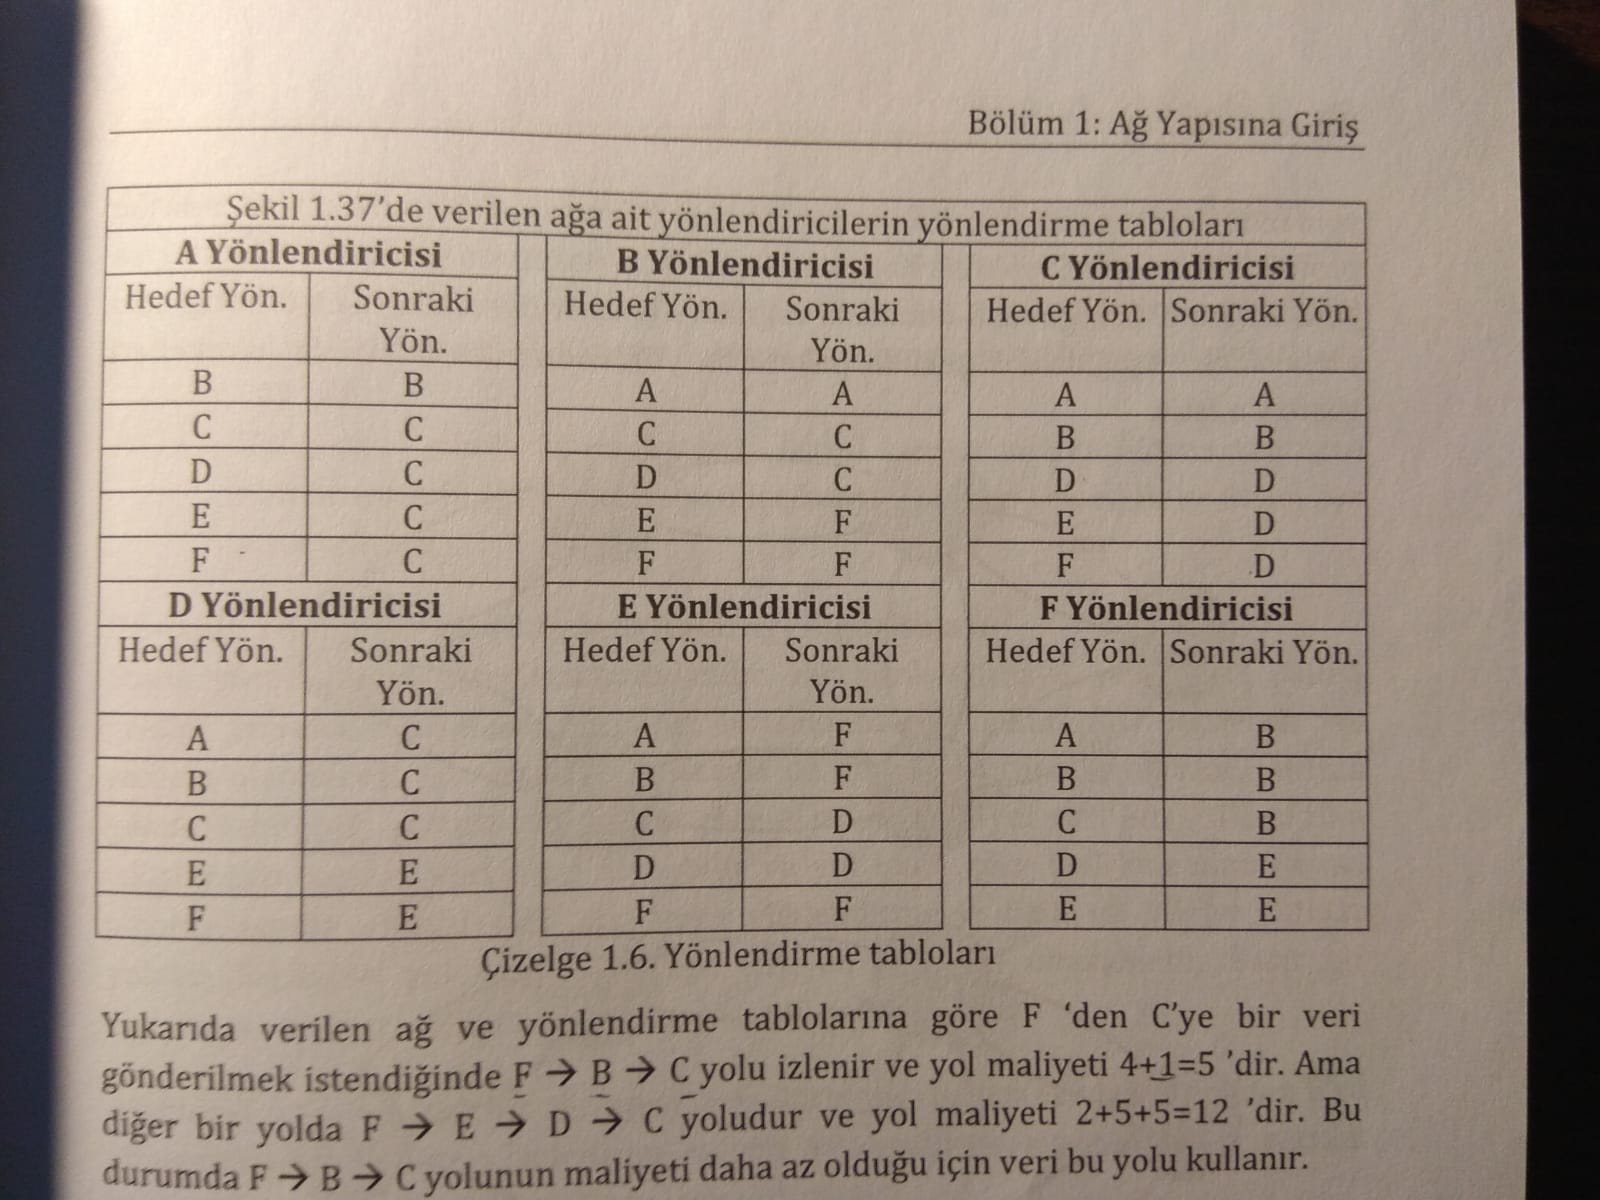 Bölüm 1: Ağ Yapısına Giriş
Şekil 1.37’de verilen ağa ait yönlendiricilerin yönlendirme tabloları
A Yönlendiricisi B Yönlendiricisi C Yönlendiricisi
Hedef Yön. Sonraki Yön. Hedef Yön. Sonraki Yön. Hedef Yön. Sonraki Yön.
B B A A A A
C C C C B B
D C D C D D
E C E F E D
F C F F F D
D Yönlendiricisi E Yönlendiricisi F Yönlendiricisi
Hedef Yön. Sonraki Yön. Hedef Yön. Sonraki Yön. Hedef Yön. Sonraki Yön.
A C A F A B
B C B F B B
C C C D C B
E E D D D E
F E F F E E
Çizelge 1.6. Yönlendirme tabloları
Yukarıda verilen ağ ve yönlendirme tablolarına göre F ‘den C’ye bir veri
gönderilmek istendiğinde F → B → C yolu izlenir ve yol maliyeti 4+1=5 ’dir. Ama
diğer bir yolda F → E → D → C yoludur ve yol maliyeti 2+5+5=12 ’dir. Bu
durumda F → B → C yolunun maliyeti daha az olduğu için veri bu yolu kullanır.